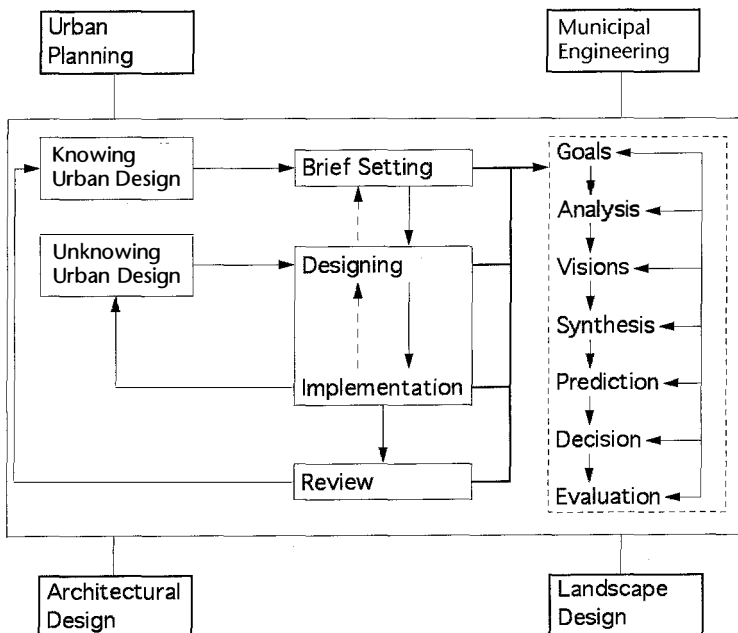 Urban
Planning
Municipal
Engineering
Knowing
Urban Design
Brief Setting
Unknowing
Urban Design
Designing
Implementation
Review
Goals
Analysis
Visions
Synthesis
Prediction
Decision
Evaluation
Architectural
Design
Landscape
Design